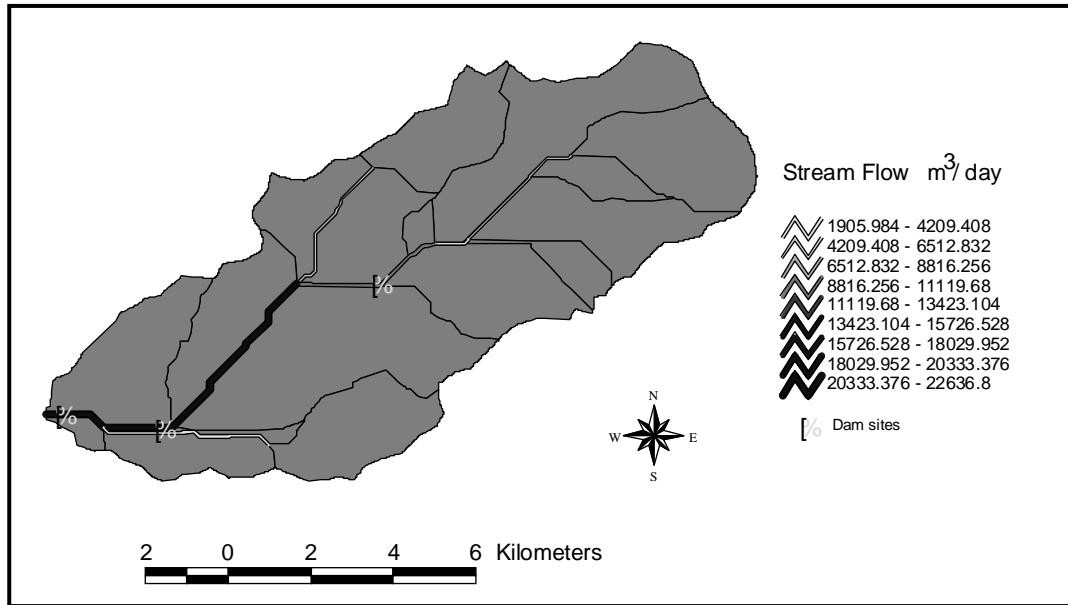 Stream Flow m3/ day
1905.984 - 4209.408
4209.408 - 6512.832
6512.832 - 8816.256
8816.256 - 11119.68
11119.68 - 13423.104
13423.104 - 15726.528
15726.528 - 18029.952
18029.952 - 20333.376
20333.376 - 22636.8
[% Dam sites
[%
[%
[%
N
W E
S
2 0 2 4 6 Kilometers